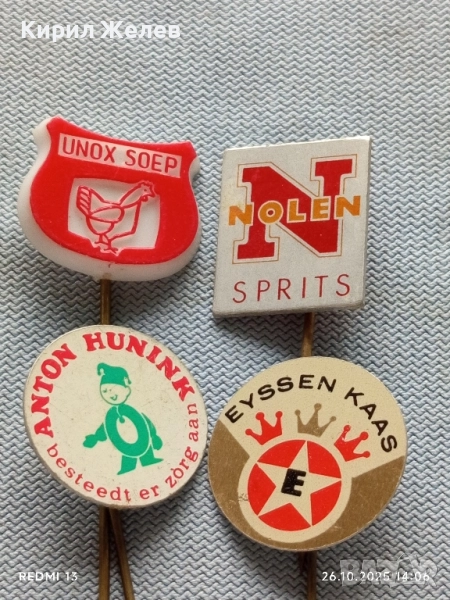 Кирил Желев
UNOX SOEP
N
NOLEN
SPRITS
ANTON HUNINK
besteedt er zorg aan
EYSSEN KAAS
E
REDMI 13
26.10.2025 14:06